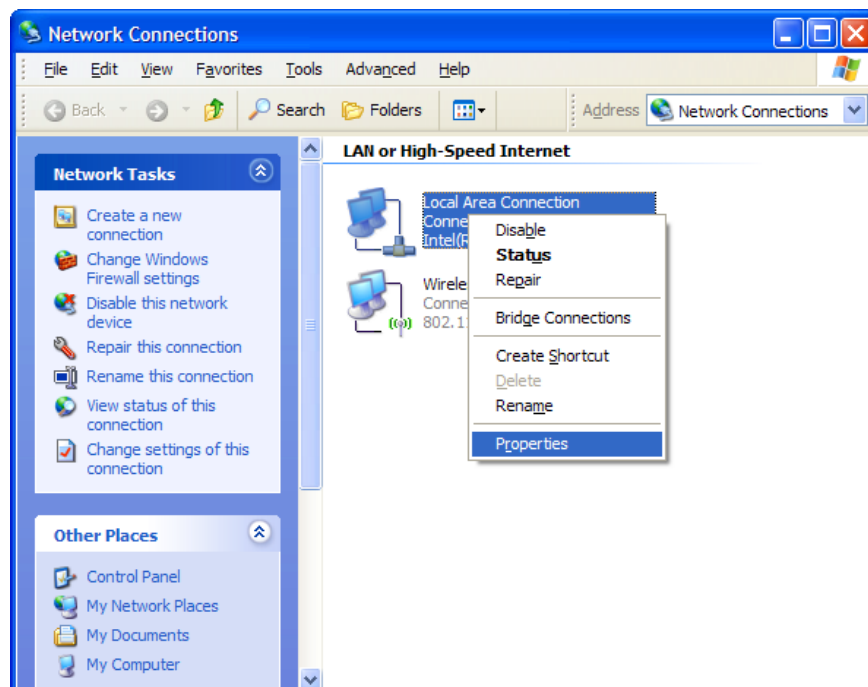 Network Connections
File Edit View Favorites Tools Advanced Help
Back Search Folders Address Network Connections
Network Tasks
Create a new
connection
Change Windows
Firewall settings
Disable this network
device
Repair this connection
Rename this connection
View status of this
connection
Change settings of this
connection
Other Places
Control Panel
My Network Places
My Documents
My Computer
LAN or High-Speed Internet
Local Area Connection
Intel(R
802.11
Disable
Status
Repair
Bridge Connections
Create Shortcut
Delete
Rename
Properties